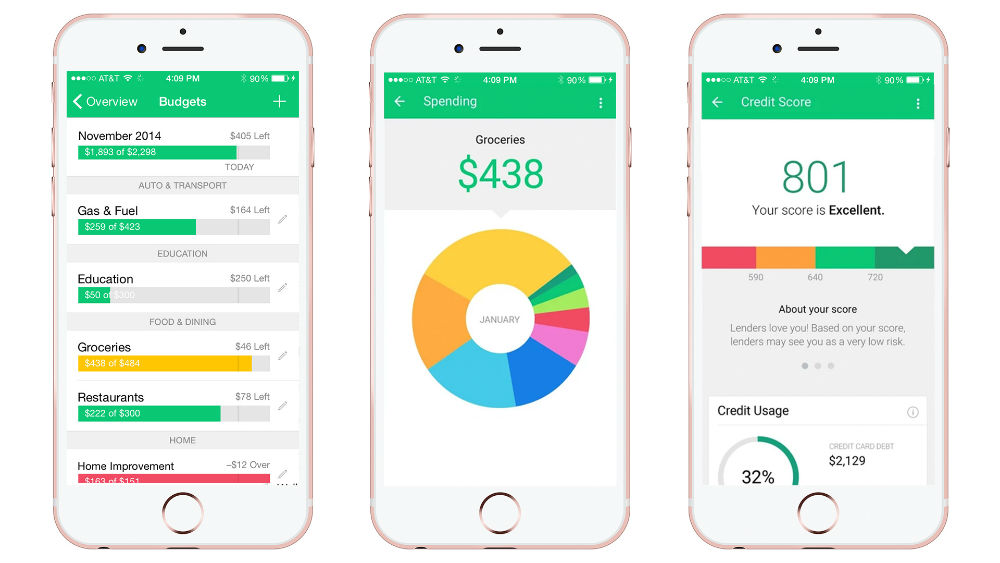 AT&T 4:09 PM 90%
Overview Budgets +
November 2014 $405 Left
$1,893 of $2,298
TODAY
AUTO & TRANSPORT
Gas & Fuel $164 Left
$259 of $423
EDUCATION
Education $250 Left
$50 of $300
FOOD & DINING
Groceries $46 Left
$438 of $484
Restaurants $78 Left
$222 of $300
HOME
Home Improvement –$12 Over
$163 of $151
AT&T 4:09 PM 90%
Spending
Groceries
$438
JANUARY
AT&T 4:09 PM 90%
Credit Score
801
Your score is Excellent.
590 640 720
About your score
Lenders love you! Based on your score,
lenders may see you as a very low risk.
Credit Usage
32%
CREDIT CARD DEBT
$2,129